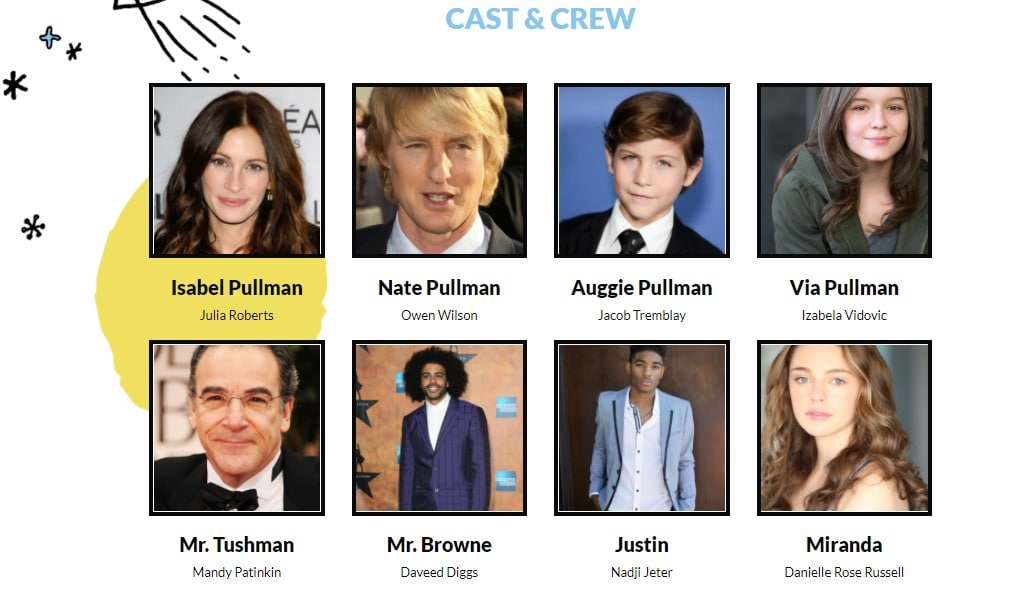 CAST & CREW
Isabel Pullman
Julia Roberts
Nate Pullman
Owen Wilson
Auggie Pullman
Jacob Tremblay
Via Pullman
Izabela Vidovic
Mr. Tushman
Mandy Patinkin
Mr. Browne
Daveed Diggs
Justin
Nadji Jeter
Miranda
Danielle Rose Russell